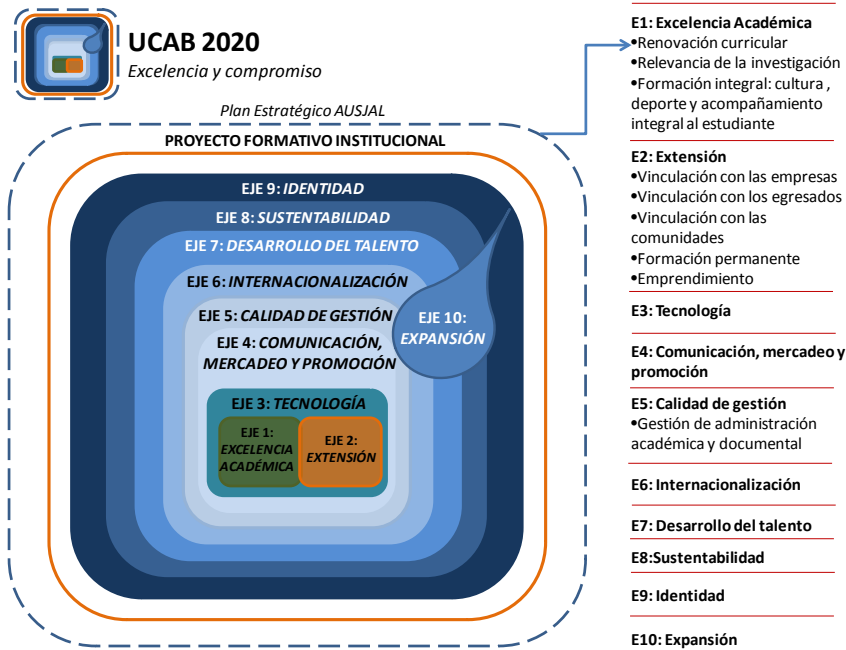 UCAB 2020
Excelencia y compromiso
Plan Estratégico AUSJAL
PROYECTO FORMATIVO INSTITUCIONAL
EJE 9: IDENTIDAD
EJE 8: SUSTENTABILIDAD
EJE 7: DESARROLLO DEL TALENTO
EJE 6: INTERNACIONALIZACIÓN
EJE 5: CALIDAD DE GESTIÓN
EJE 4: COMUNICACIÓN,
MERCADEO Y PROMOCIÓN
EJE 10:
EXPANSIÓN
EJE 3: TECNOLOGÍA
EJE 1:
EXCELENCIA
ACADÉMICA
EJE 2:
EXTENSIÓN
E1: Excelencia Académica
•Renovación curricular
•Relevancia de la investigación
•Formación integral: cultura ,
deporte y acompañamiento
integral al estudiante
E2: Extensión
•Vinculación con las empresas
•Vinculación con los egresados
•Vinculación con las
comunidades
•Formación permanente
•Emprendimiento
E3: Tecnología
E4: Comunicación, mercadeo y
promoción
E5: Calidad de gestión
•Gestión de administración
académica y documental
E6: Internacionalización
E7: Desarrollo del talento
E8:Sustentabilidad
E9: Identidad
E10: Expansión